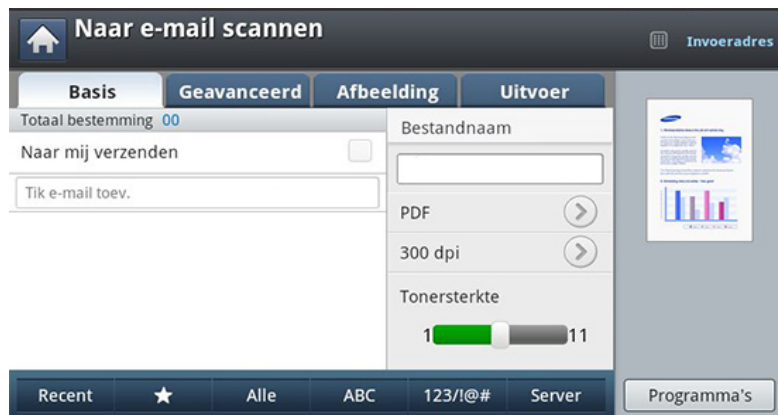 Naar e-mail scannen
Invoeradres
Basis
Geavanceerd
Afbeelding
Uitvoer
Totaal bestemming 00
Naar mij verzenden
Tik e-mail toev.
Bestandnaam
PDF
300 dpi
Tonersterkte
1
11
Recent
★
Alle
ABC
123/!@#
Server
Programma's